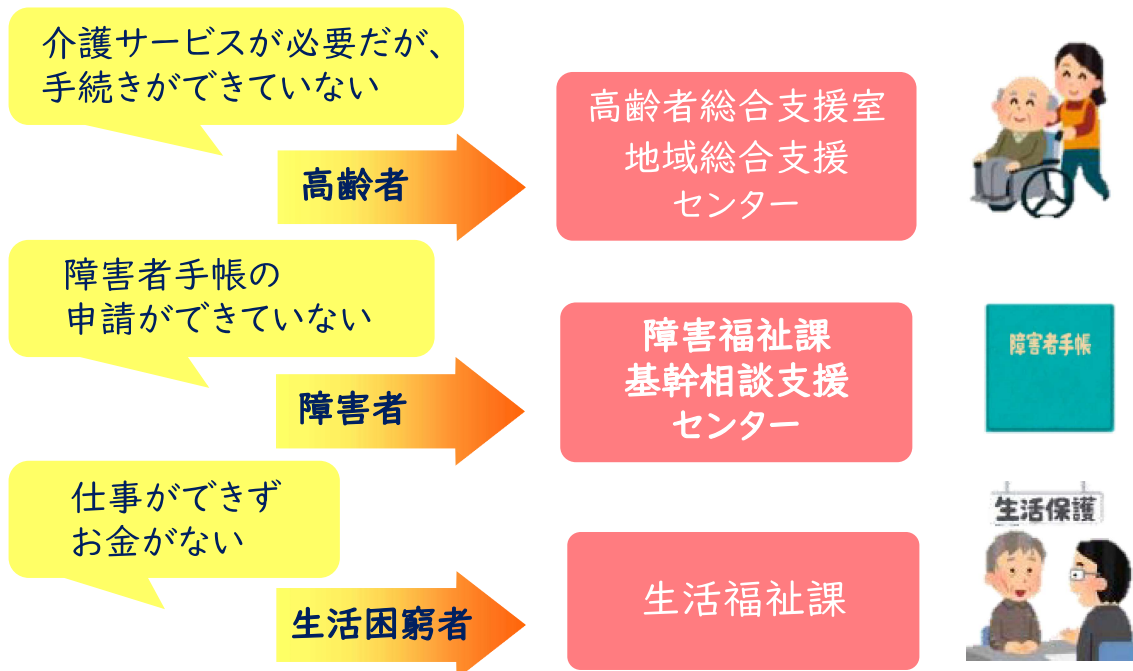 介護サービスが必要だが、
手続きができていない
高齢者
高齢者総合支援室
地域総合支援
センター
障害者手帳の
申請ができていない
障害者
障害福祉課
基幹相談支援
センター
障害者手帳
仕事ができず
お金がない
生活困窮者
生活福祉課
生活保護